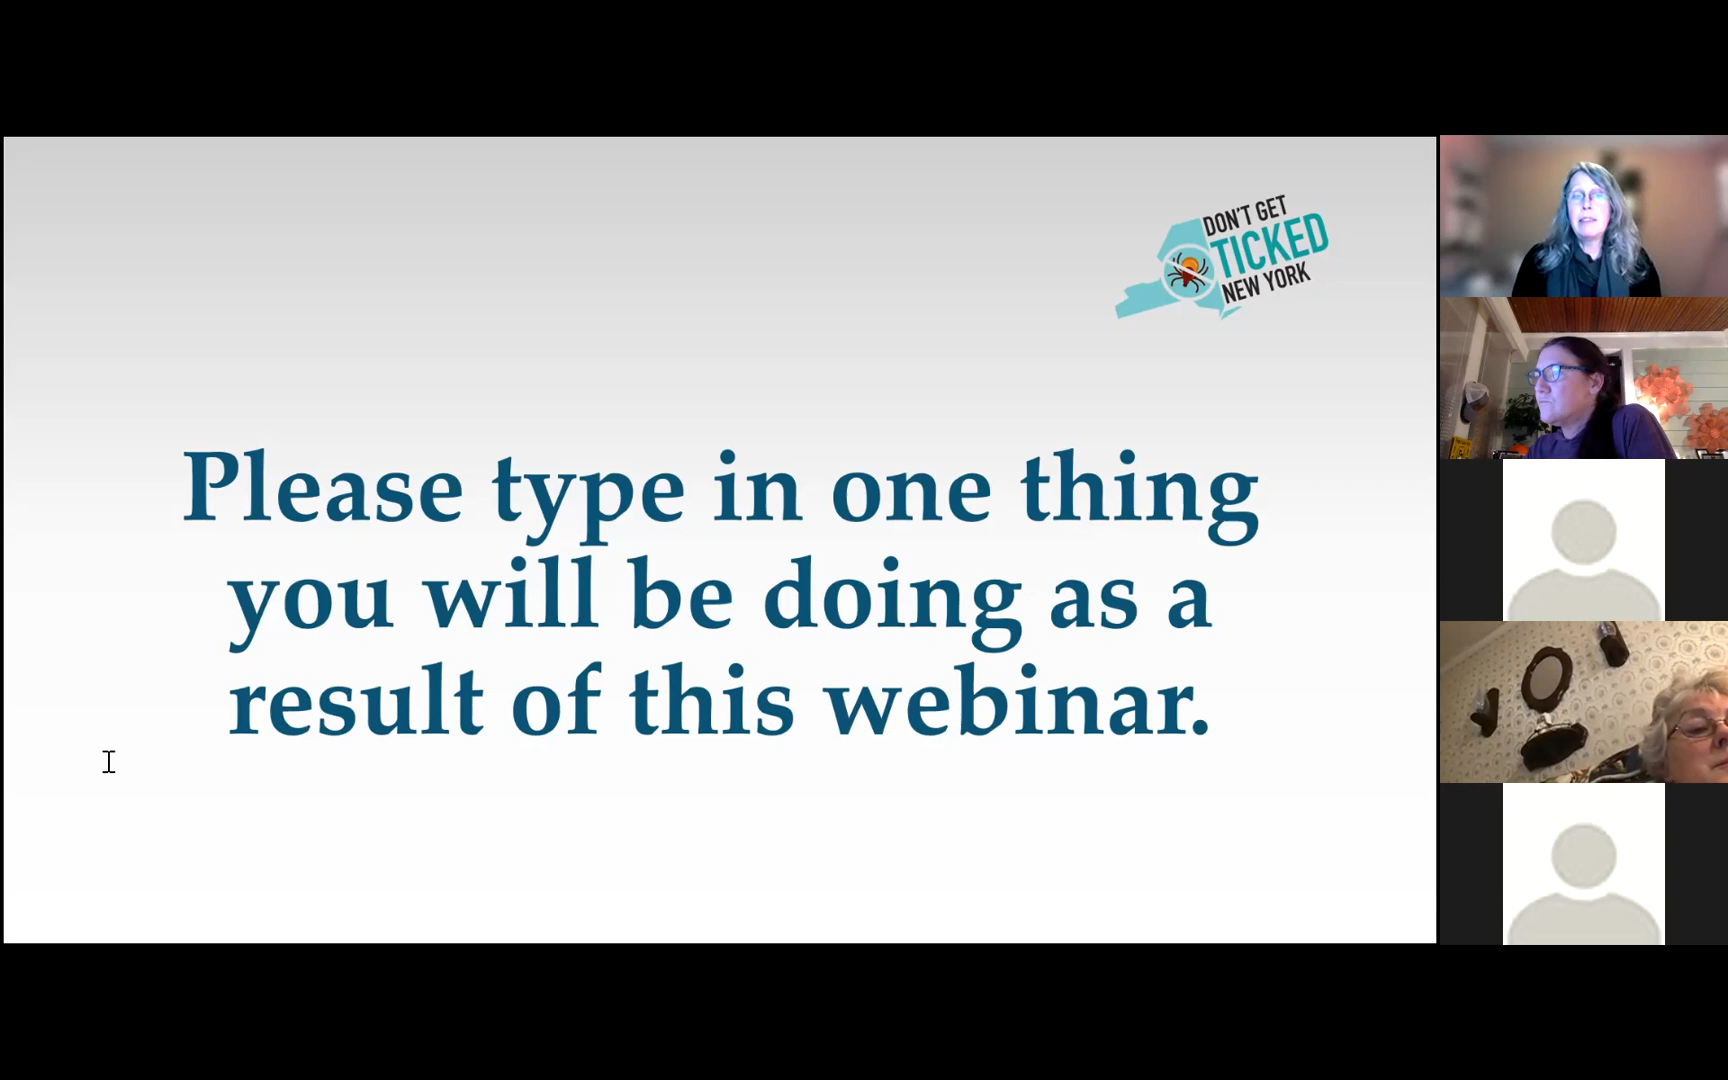 DON'T GET
TICKED
NEW YORK
Please type in one thing
you will be doing as a
result of this webinar.